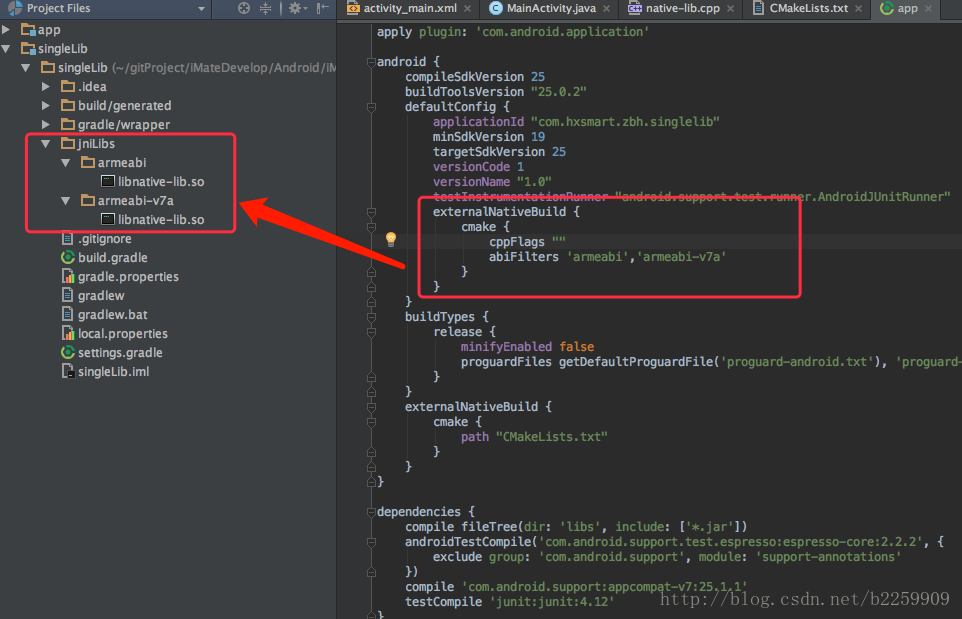 Project Files
app
singleLib
singleLib (~/gitProject/iMateDevelop/Android/iM
.idea
build/generated
gradle/wrapper
jniLibs
armeabi
libnative-lib.so
armeabi-v7a
libnative-lib.so
.gitignore
build.gradle
gradle.properties
gradlew
gradlew.bat
local.properties
settings.gradle
singleLib.iml
activity_main.xml
MainActivity.java
native-lib.cpp
CMakeLists.txt
app
apply plugin: 'com.android.application'
android {
compileSdkVersion 25
buildToolsVersion "25.0.2"
defaultConfig {
applicationId "com.hxsmart.zbh.singlelib"
minSdkVersion 19
targetSdkVersion 25
versionCode 1
versionName "1.0"
testInstrumentationRunner "android.support.test.runner.AndroidJUnitRunner"
externalNativeBuild {
cmake {
cppFlags ""
abiFilters 'armeabi','armeabi-v7a'
}
}
}
buildTypes {
release {
minifyEnabled false
proguardFiles getDefaultProguardFile('proguard-android.txt'), 'proguard-
}
}
externalNativeBuild {
cmake {
path "CMakeLists.txt"
}
}
}
dependencies {
compile fileTree(dir: 'libs', include: ['*.jar'])
androidTestCompile('com.android.support.test.espresso:espresso-core:2.2.2', {
exclude group: 'com.android.support', module: 'support-annotations'
})
compile 'com.android.support:appcompat-v7:25.1.1'
testCompile 'junit:junit:4.12'
}
http://blog.csdn.net/b2259909